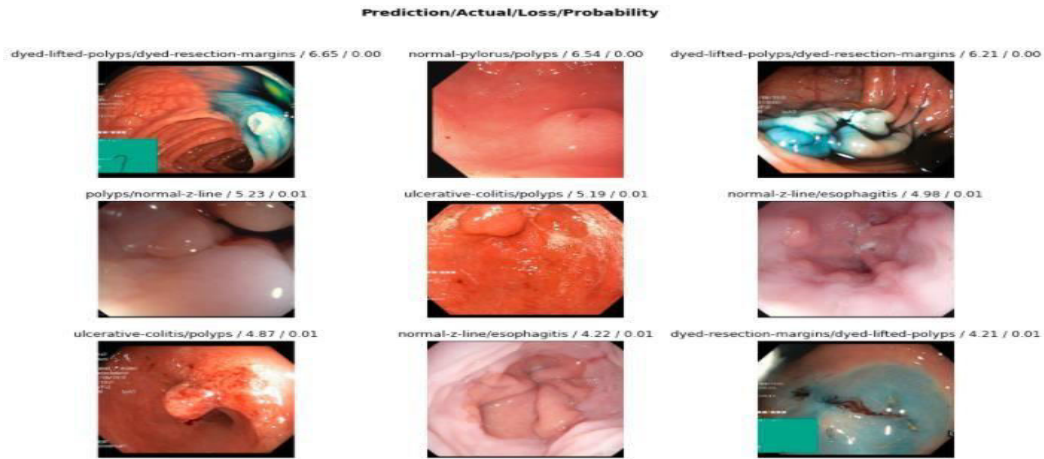 Prediction/Actual/Loss/Probability
dyed-lifted-polyps/dyed-resection-margins / 6.65 / 0.00
normal-pylorus/polyps / 6.54 / 0.00
dyed-lifted-polyps/dyed-resection-margins / 6.21 / 0.00
polyps/normal-z-line / 5.23 / 0.01
ulcerative-colitis/polyps / 5.19 / 0.01
normal-z-line/esophagitis / 4.98 / 0.01
ulcerative-colitis/polyps / 4.87 / 0.01
normal-z-line/esophagitis / 4.22 / 0.01
dyed-resection-margins/dyed-lifted-polyps / 4.21 / 0.01